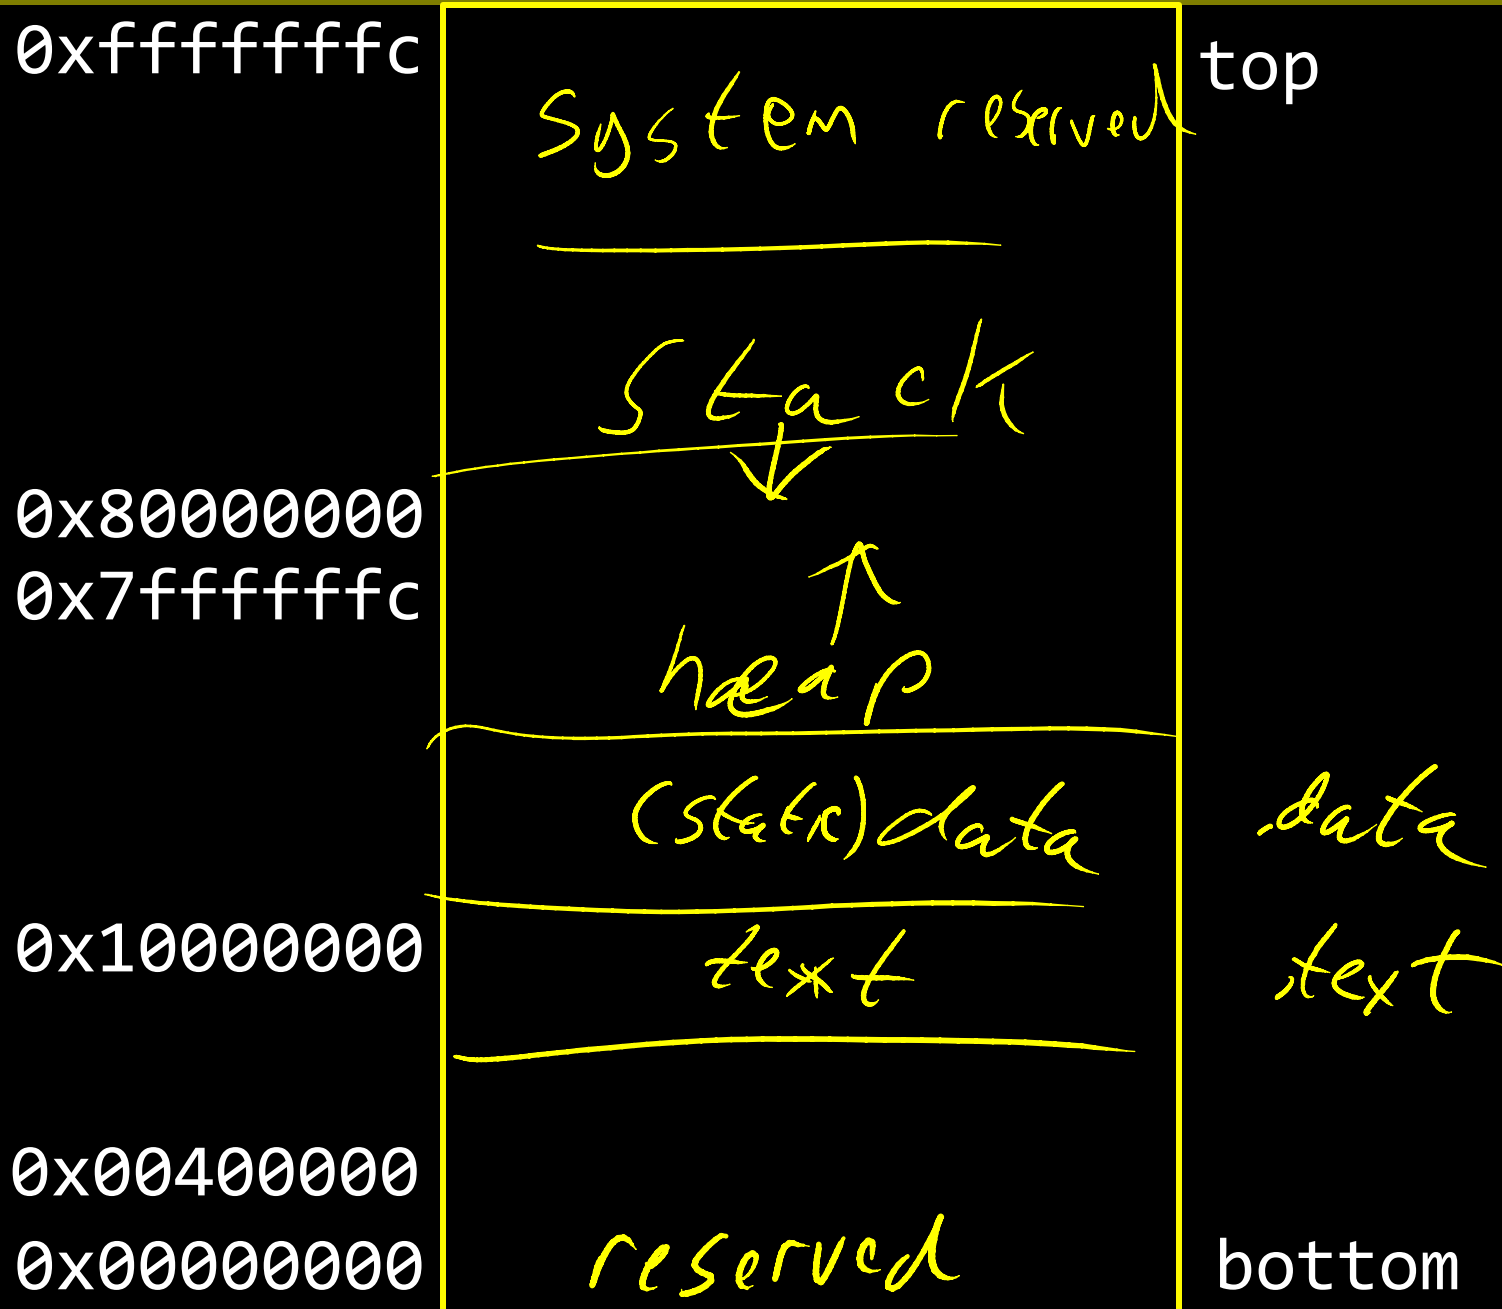 0xfffffffc
top
system reserved
stack
0x80000000
0x7ffffffc
heap
(static) data
.data
0x10000000
text
.text
0x00400000
0x00000000
reserved
bottom